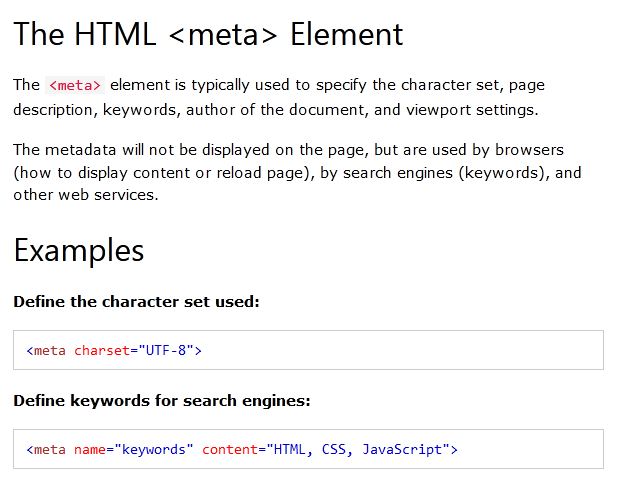 The HTML <meta> Element
The <meta> element is typically used to specify the character set, page
description, keywords, author of the document, and viewport settings.
The metadata will not be displayed on the page, but are used by browsers
(how to display content or reload page), by search engines (keywords), and
other web services.
Examples
Define the character set used:
<meta charset="UTF-8">
Define keywords for search engines:
<meta name="keywords" content="HTML, CSS, JavaScript">